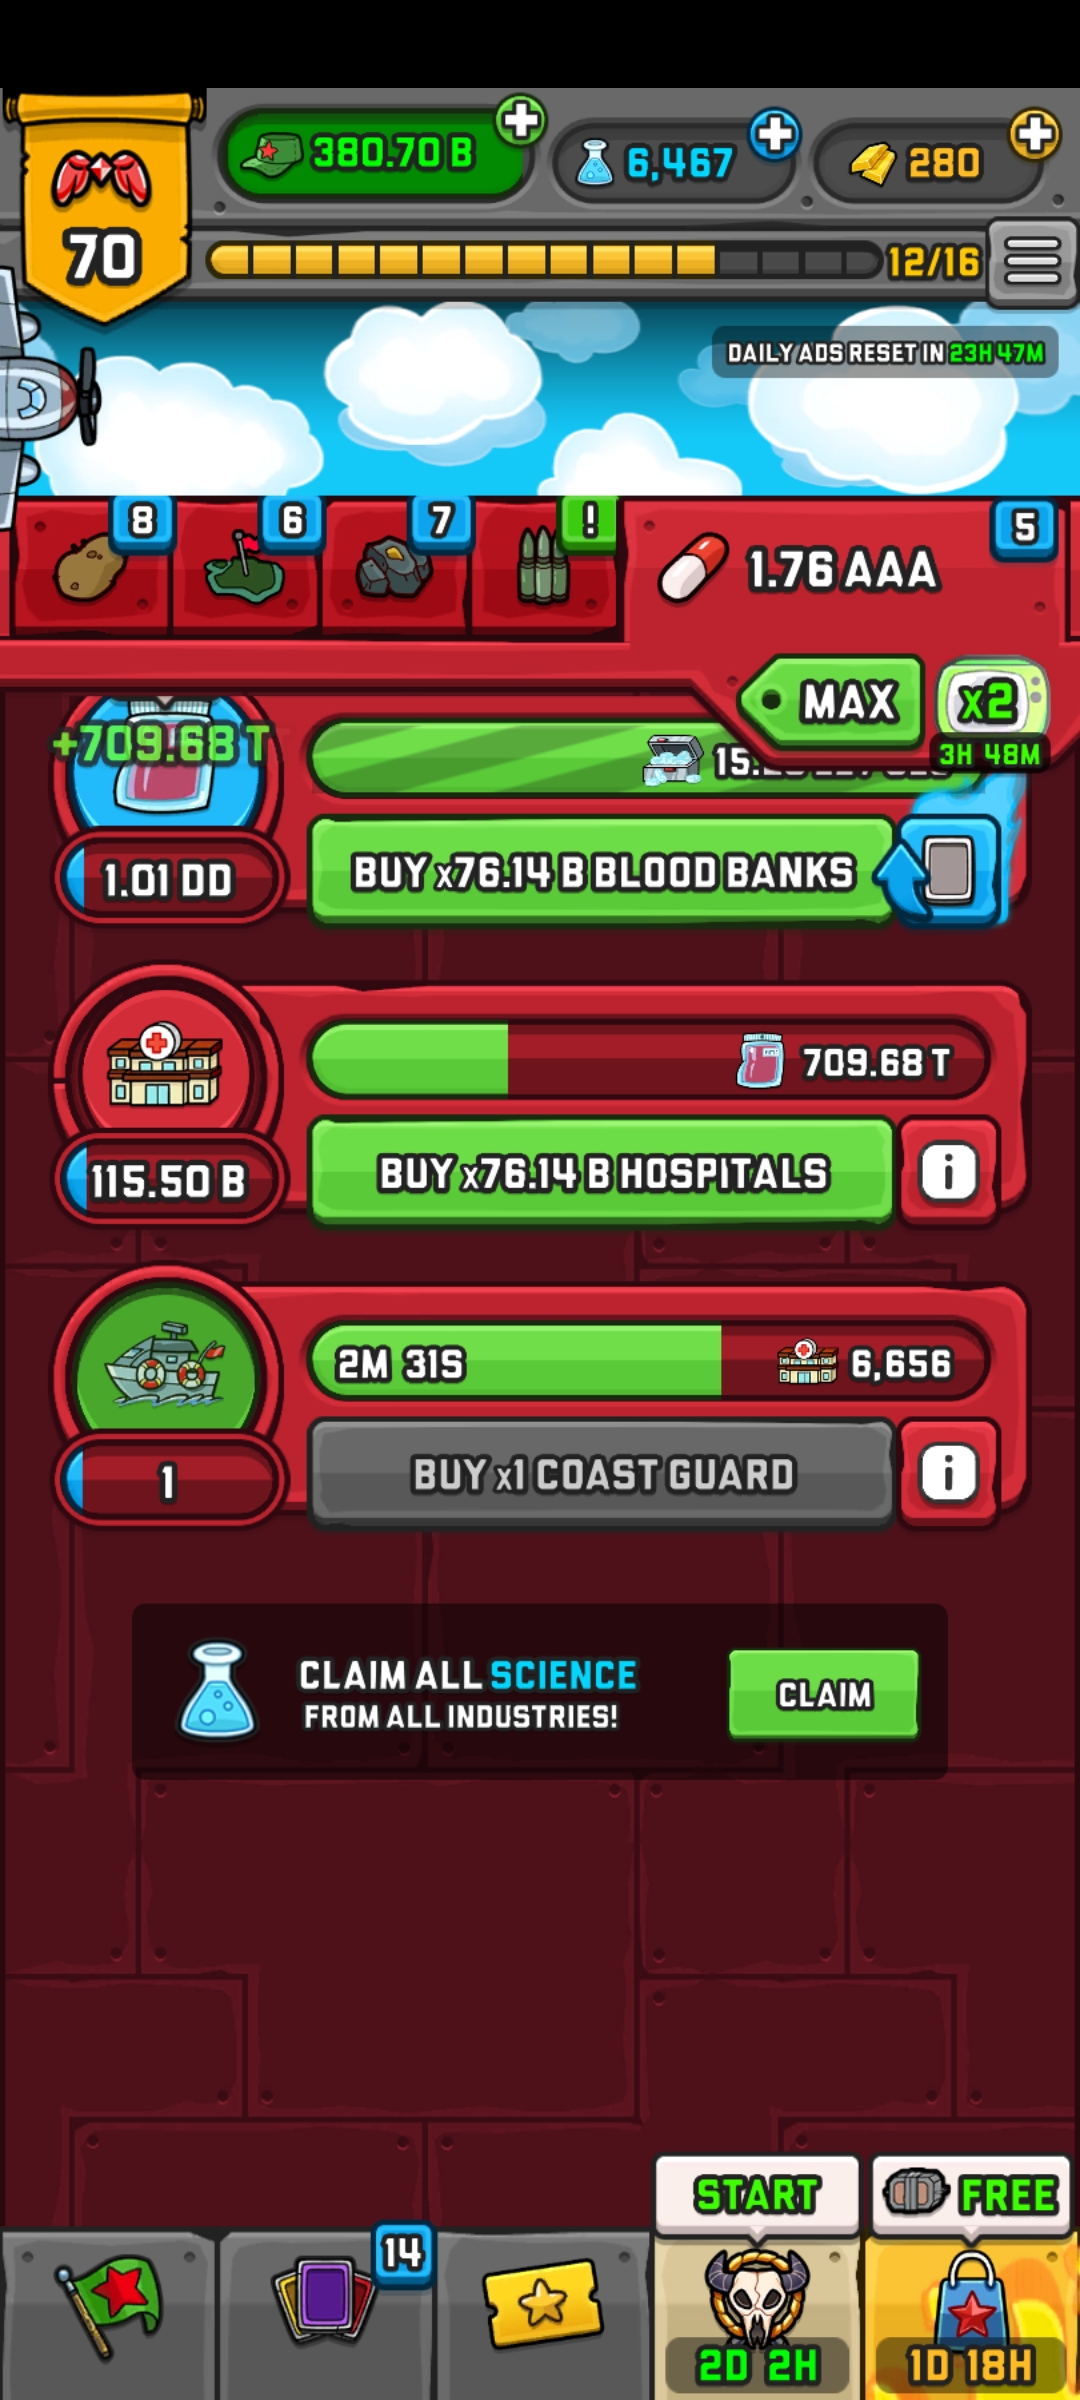 380.70 B
6,467
280
70
12/16
DAILY ADS RESET IN 23H 47M
8
6
7
!
5
1.76 AAA
MAX
x2
3H 48M
+709.68 T
1.01 DD
BUY x76.14 B BLOOD BANKS
709.68 T
115.50 B
BUY x76.14 B HOSPITALS
i
2M 31S
6,656
1
BUY x1 COAST GUARD
i
CLAIM ALL SCIENCE
FROM ALL INDUSTRIES!
CLAIM
START
FREE
14
2D 2H
1D 18H